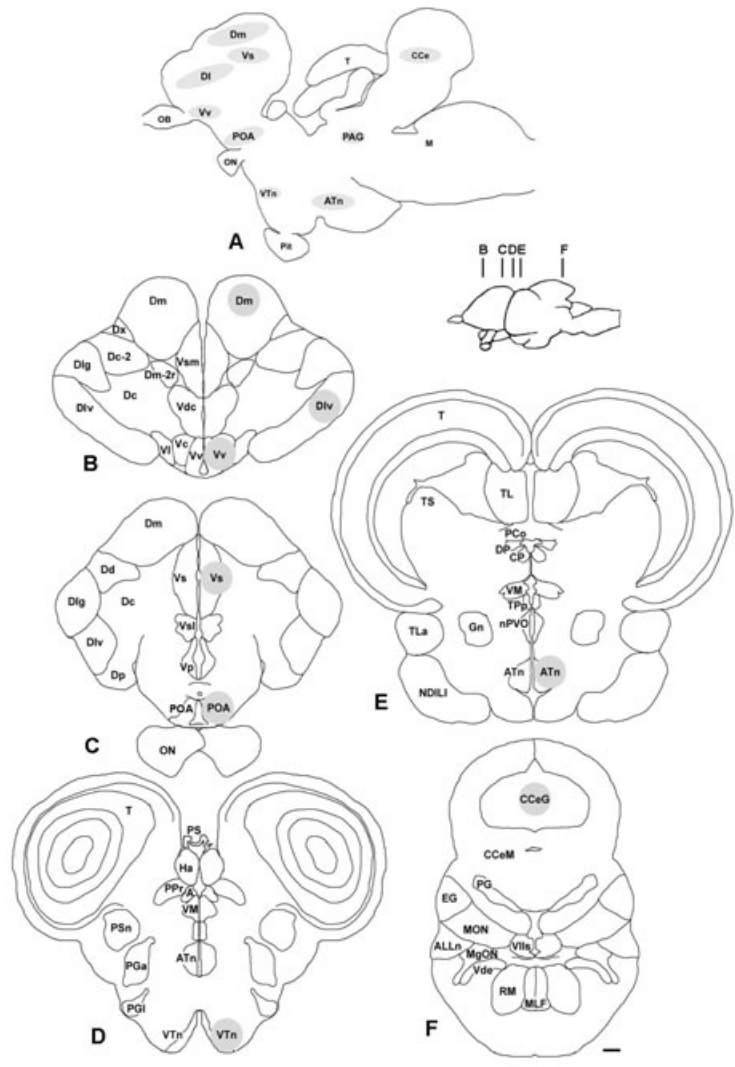 Dm
Vs
T
CCe
Dl
Vv
OB
POA
PAG
M
ON
VTn
ATn
A
Pit
B C D E F
Dm Dm
Dx
Dc-2
Vsm
Dlg
Dm-2r
Dlv Dc Vdc Dlv
Vl Vc Vv Vv
B
T
TS TL
PCo
DP
CP
VM
TPp
TLa Gn nPVO
ATn ATn
NDILI
E
Dm
Dd
Vs Vs
Dlg Dc
Vsl
Dlv
Dp Vp
POA POA
C
ON
T
PS
Ha
PPr A
VM
PSn
ATn
PGa
PGl
VTn VTn
D
CCeG
CCeM
PG
EG
MON
ALLn VIIs
MgON
Vde
RM
MLF
F